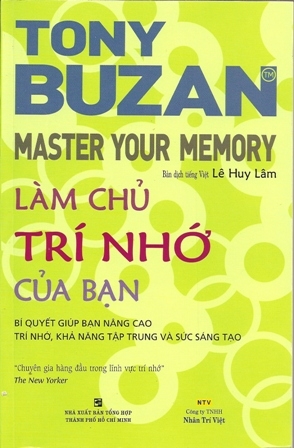 TONY
BUZAN™
MASTER YOUR MEMORY
Bản dịch tiếng Việt Lê Huy Lâm
LÀM CHỦ
TRÍ NHỚ
CỦA BẠN
BÍ QUYẾT GIÚP BẠN NÂNG CAO
TRÍ NHỚ, KHẢ NĂNG TẬP TRUNG VÀ SỨC SÁNG TẠO
"Chuyên gia hàng đầu trong lĩnh vực trí nhớ"
The New Yorker
NHÀ XUẤT BẢN TỔNG HỢP
THÀNH PHỐ HỒ CHÍ MINH
NTV
Công ty TNHH
Nhân Trí Việt